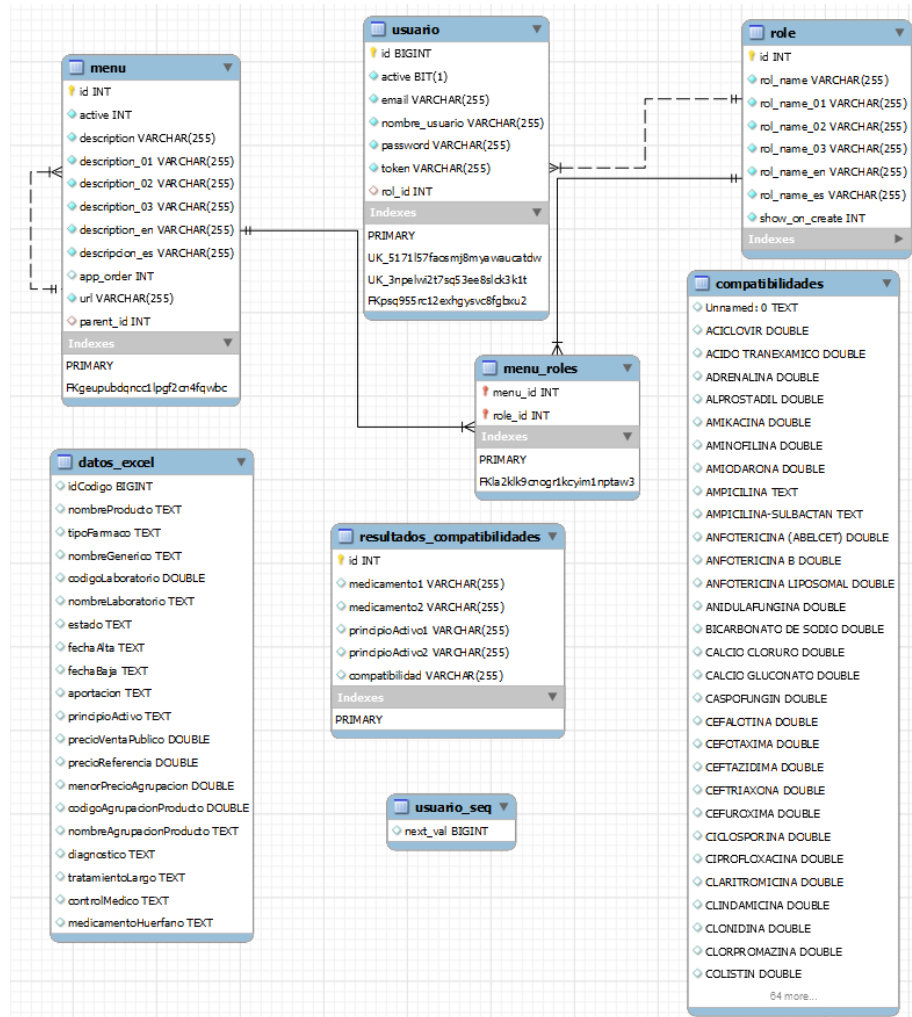 menu
id INT
active INT
description VARCHAR(255)
description_01 VARCHAR(255)
description_02 VARCHAR(255)
description_03 VARCHAR(255)
description_en VARCHAR(255)
descripcion_es VARCHAR(255)
app_order INT
url VARCHAR(255)
parent_id INT
Indexes
PRIMARY
FKgeupubdqncc1lpgf2cn4fqwbc
usuario
id BIGINT
active BIT(1)
email VARCHAR(255)
nombre_usuario VARCHAR(255)
password VARCHAR(255)
token VARCHAR(255)
rol_id INT
Indexes
PRIMARY
UK_5171l57faosmj8myawaucatdw
UK_3npelwi2t7sq53ee8slck3k1t
FKpsq955rc12exhgysvc8fgbxu2
role
id INT
rol_name VARCHAR(255)
rol_name_01 VARCHAR(255)
rol_name_02 VARCHAR(255)
rol_name_03 VARCHAR(255)
rol_name_en VARCHAR(255)
rol_name_es VARCHAR(255)
show_on_create INT
Indexes
menu_roles
menu_id INT
role_id INT
Indexes
PRIMARY
FKla2klk9cnogr1kcyim1nptaw3
datos_excel
idCodigo BIGINT
nombreProducto TEXT
tipoFarmaco TEXT
nombreGenerico TEXT
codigoLaboratorio DOUBLE
nombreLaboratorio TEXT
estado TEXT
fechaAlta TEXT
fechaBaja TEXT
aportacion TEXT
principioActivo TEXT
precioVentaPublico DOUBLE
precioReferencia DOUBLE
menorPrecioAgrupacion DOUBLE
codigoAgrupacionProducto DOUBLE
nombreAgrupacionProducto TEXT
diagnostico TEXT
tratamientoLargo TEXT
controlMedico TEXT
medicamentoHuerfano TEXT
resultados_compatibilidades
id INT
medicamento1 VARCHAR(255)
medicamento2 VARCHAR(255)
principioActivo1 VARCHAR(255)
principioActivo2 VARCHAR(255)
compatibilidad VARCHAR(255)
Indexes
PRIMARY
usuario_seq
next_val BIGINT
compatibilidades
Unnamed: 0 TEXT
ACICLOVIR DOUBLE
ACIDO TRANEXAMICO DOUBLE
ADRENALINA DOUBLE
ALPROSTADIL DOUBLE
AMIKACINA DOUBLE
AMINOFILINA DOUBLE
AMIODARONA DOUBLE
AMPICILINA TEXT
AMPICILINA-SULBACTAN TEXT
ANFOTERICINA (ABELCET) DOUBLE
ANFOTERICINA B DOUBLE
ANFOTERICINA LIPOSOMAL DOUBLE
ANIDULAFUNGINA DOUBLE
BICARBONATO DE SODIO DOUBLE
CALCIO CLORURO DOUBLE
CALCIO GLUCONATO DOUBLE
CASPOFUNGIN DOUBLE
CEFALOTINA DOUBLE
CEFOTAXIMA DOUBLE
CEFTAZIDIMA DOUBLE
CEFTRIAXONA DOUBLE
CEFUROXIMA DOUBLE
CICLOSPORINA DOUBLE
CIPROFLOXACINA DOUBLE
CLARITROMICINA DOUBLE
CLINDAMICINA DOUBLE
CLONIDINA DOUBLE
CLORPROMAZINA DOUBLE
COLISTIN DOUBLE
64 more...